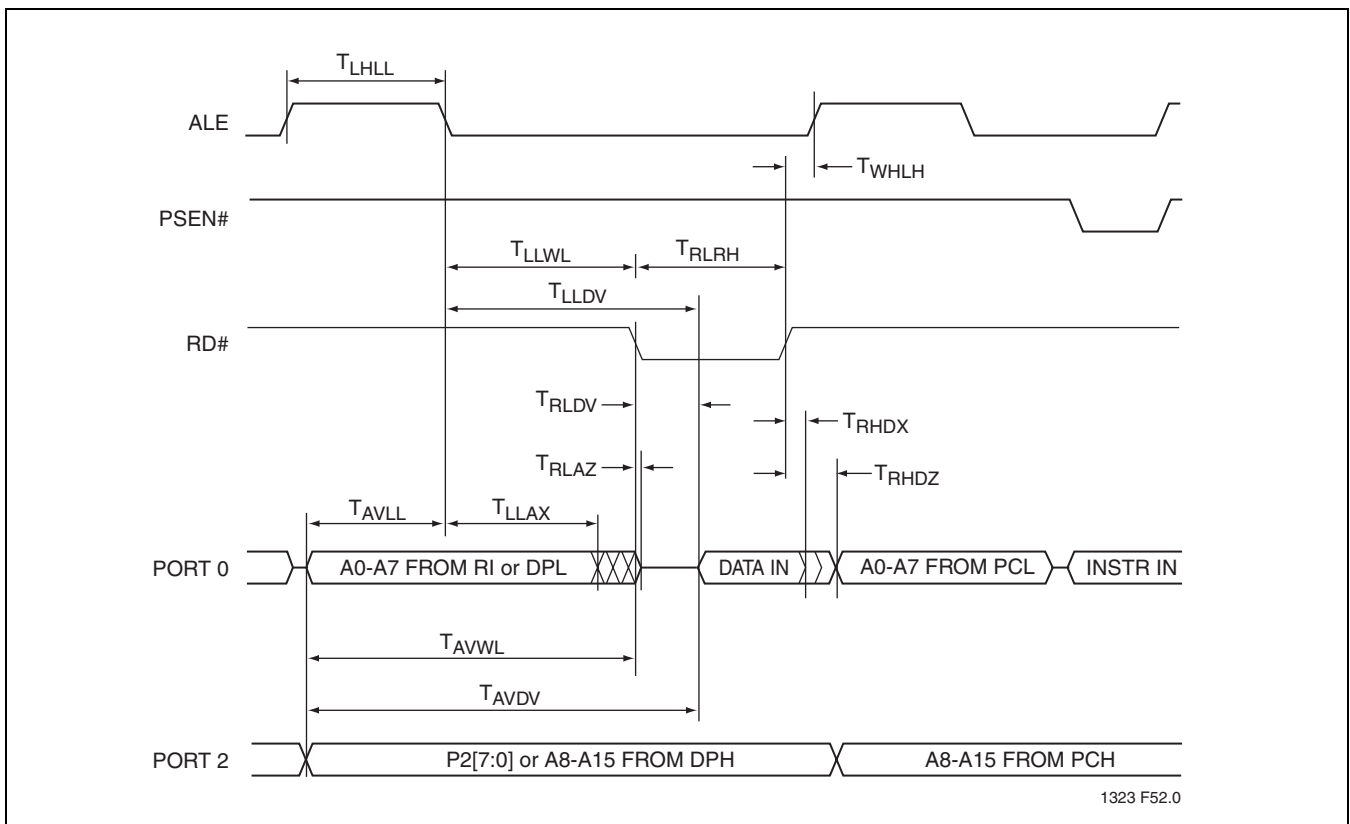 TLHLL
ALE
TWHLH
PSEN#
TLLWL
TRLRH
TLLDV
RD#
TRLDV
TRHDX
TRLAZ
TRHDZ
TAVLL
TLLAX
PORT 0
A0-A7 FROM RI or DPL
DATA IN
A0-A7 FROM PCL
INSTR IN
TAVWL
TAVDV
PORT 2
P2[7:0] or A8-A15 FROM DPH
A8-A15 FROM PCH
1323 F52.0